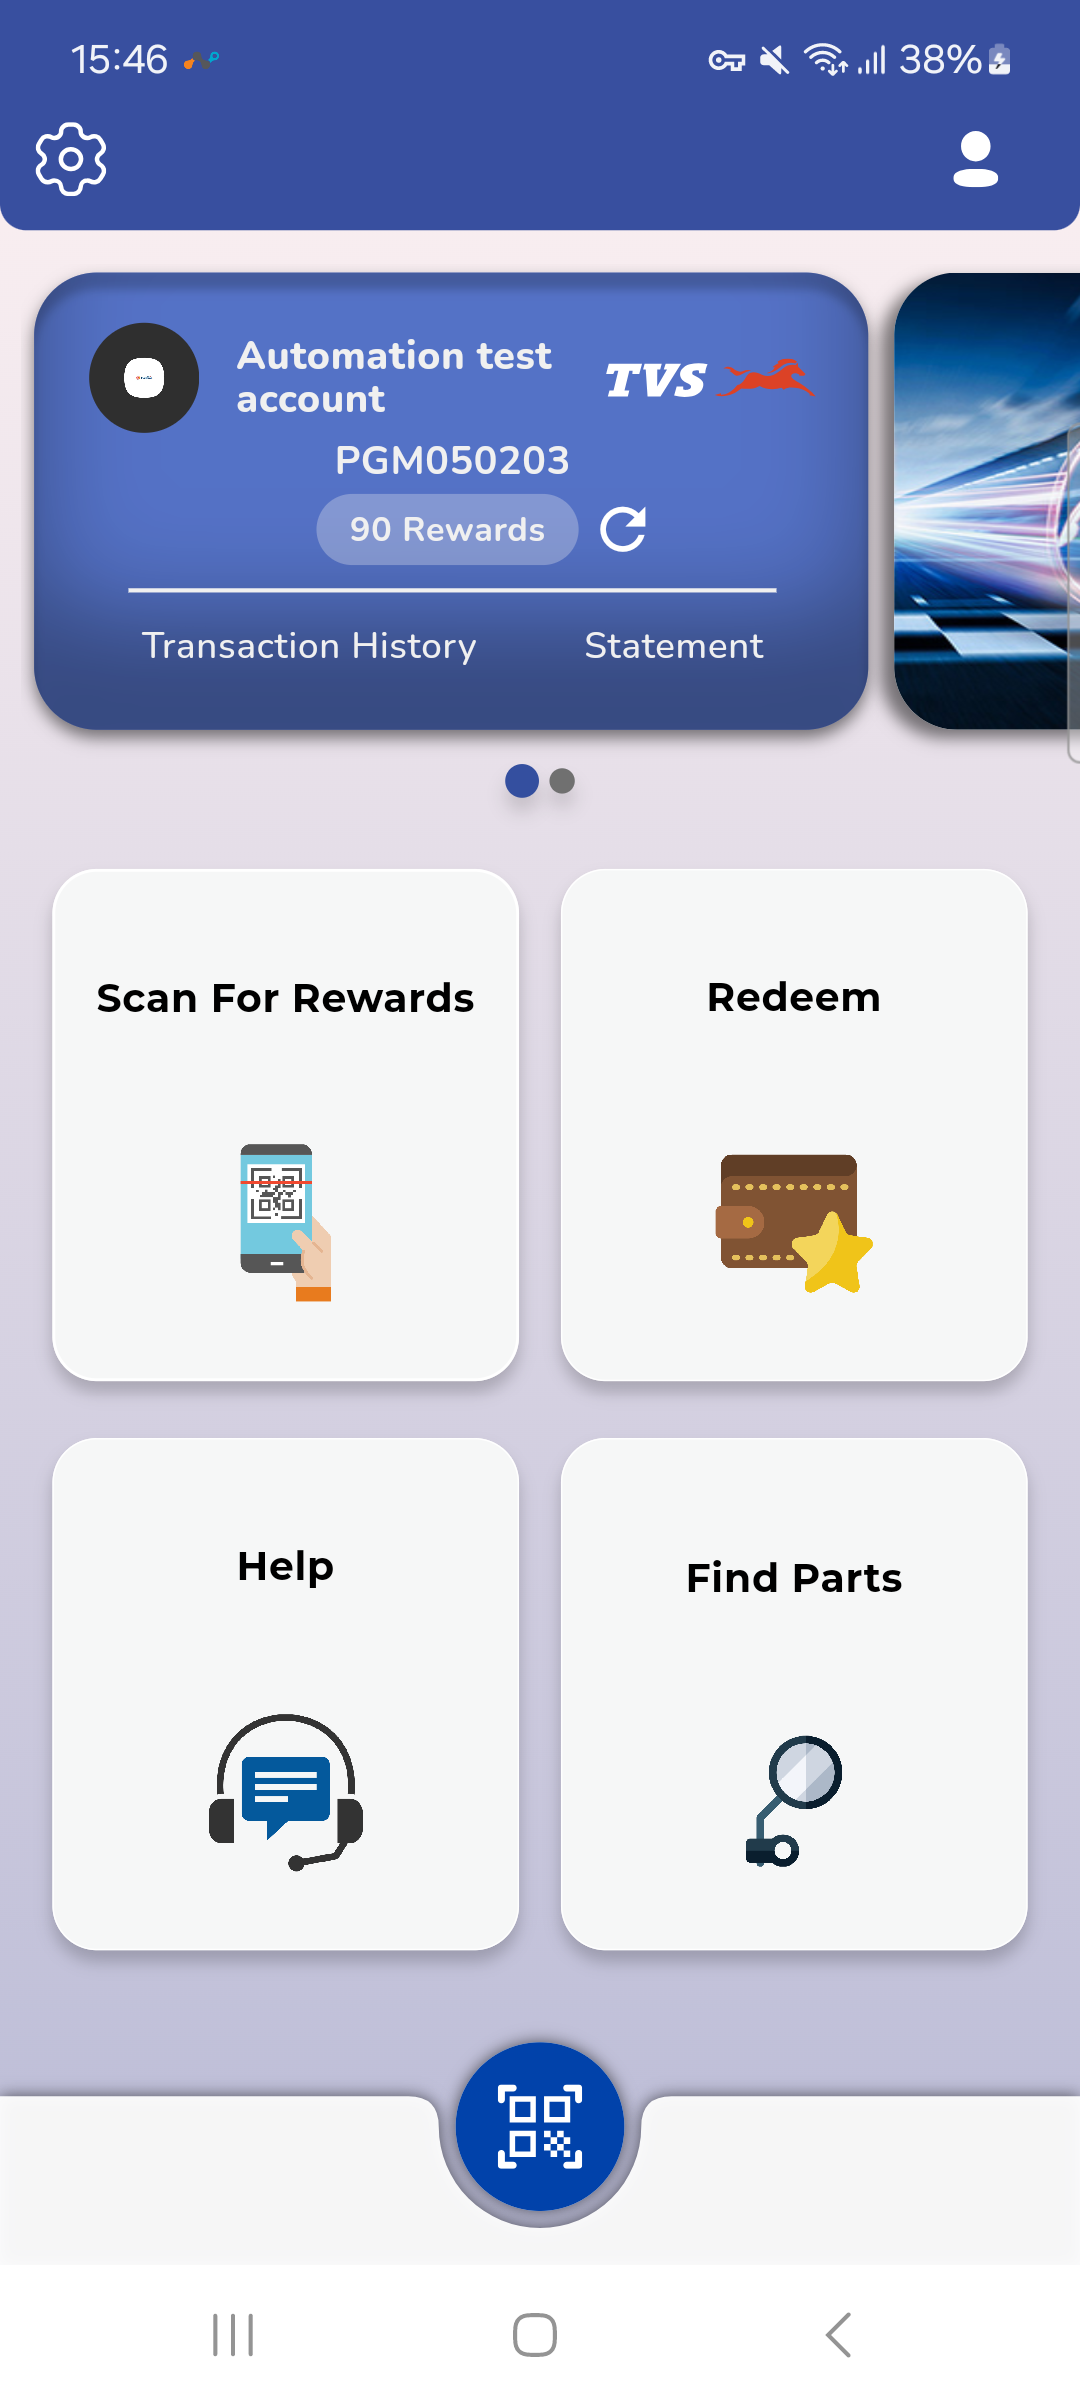 15:46
38%
Automation test
account
TVS
PGM050203
90 Rewards
Transaction History
Statement
Scan For Rewards
Redeem
Help
Find Parts